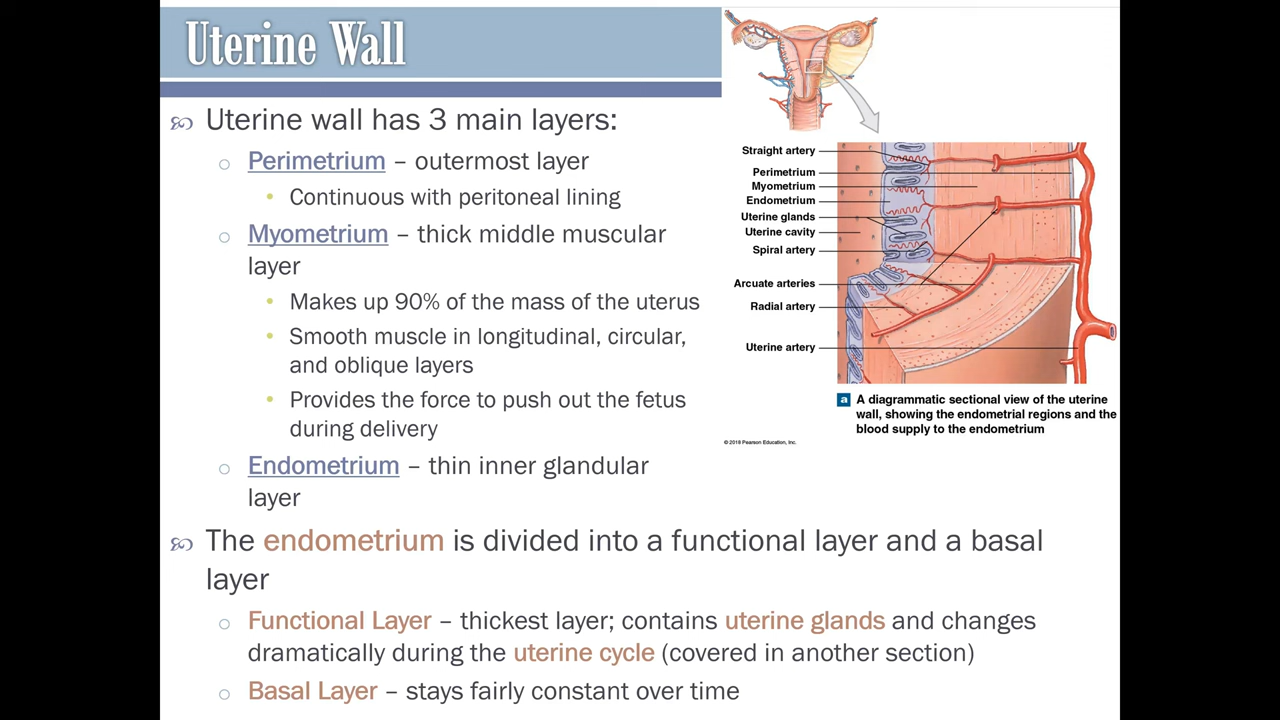 Uterine Wall
Uterine wall has 3 main layers:
Perimetrium – outermost layer
Continuous with peritoneal lining
Myometrium – thick middle muscular
layer
Makes up 90% of the mass of the uterus
Smooth muscle in longitudinal, circular,
and oblique layers
Provides the force to push out the fetus
during delivery
Endometrium – thin inner glandular
layer
The endometrium is divided into a functional layer and a basal
layer
Functional Layer – thickest layer; contains uterine glands and changes
dramatically during the uterine cycle (covered in another section)
Basal Layer – stays fairly constant over time
Straight artery
Perimetrium
Myometrium
Endometrium
Uterine glands
Uterine cavity
Spiral artery
Arcuate arteries
Radial artery
Uterine artery
a A diagrammatic sectional view of the uterine
wall, showing the endometrial regions and the
blood supply to the endometrium
© 2018 Pearson Education, Inc.